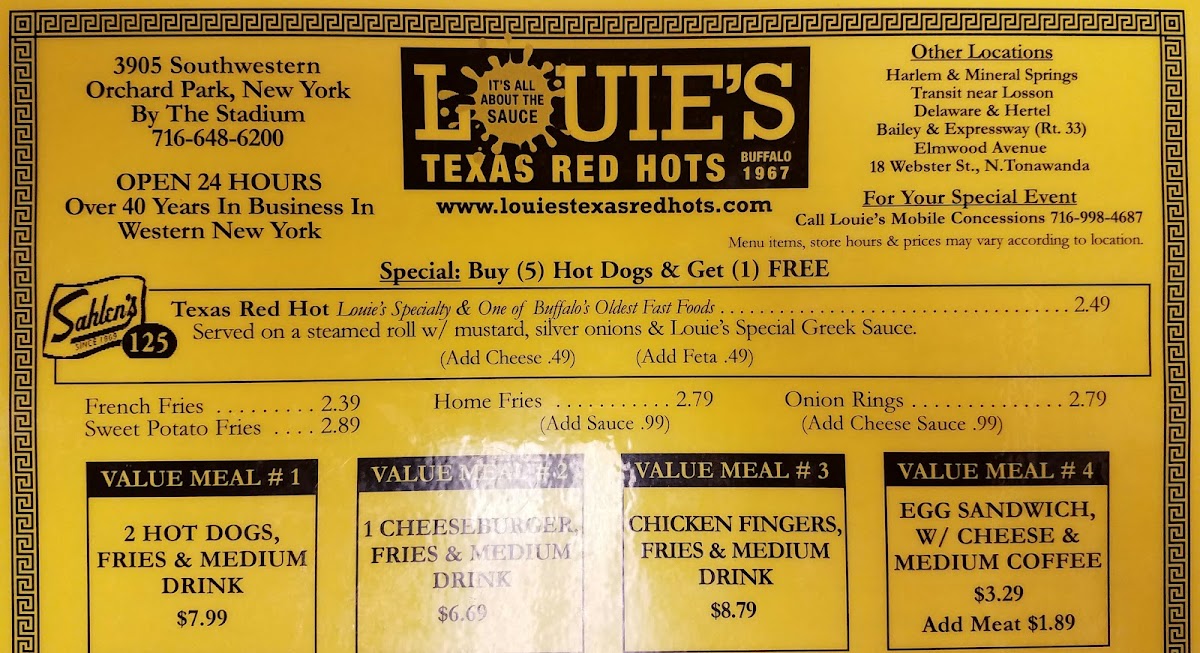 3905 Southwestern
Orchard Park, New York
By The Stadium
716-648-6200
OPEN 24 HOURS
Over 40 Years In Business In
Western New York
LOUIE'S
IT'S ALL
ABOUT THE
SAUCE
TEXAS RED HOTS
BUFFALO
1967
www.louiestexasredhots.com
Other Locations
Harlem & Mineral Springs
Transit near Losson
Delaware & Hertel
Bailey & Expressway (Rt. 33)
Elmwood Avenue
18 Webster St., N.Tonawanda
For Your Special Event
Call Louie's Mobile Concessions 716-998-4687
Menu items, store hours & prices may vary according to location.
Special: Buy (5) Hot Dogs & Get (1) FREE
Sahlen's
SINCE 1869
125
Texas Red Hot Louie's Specialty & One of Buffalo's Oldest Fast Foods 2.49
Served on a steamed roll w/ mustard, silver onions & Louie's Special Greek Sauce.
(Add Cheese .49) (Add Feta .49)
French Fries 2.39
Sweet Potato Fries 2.89
Home Fries 2.79
(Add Sauce .99)
Onion Rings 2.79
(Add Cheese Sauce .99)
VALUE MEAL # 1
2 HOT DOGS,
FRIES & MEDIUM
DRINK
$7.99
VALUE MEAL # 2
1 CHEESEBURGER,
FRIES & MEDIUM
DRINK
$6.69
VALUE MEAL # 3
CHICKEN FINGERS,
FRIES & MEDIUM
DRINK
$8.79
VALUE MEAL # 4
EGG SANDWICH,
W/ CHEESE &
MEDIUM COFFEE
$3.29
Add Meat $1.89